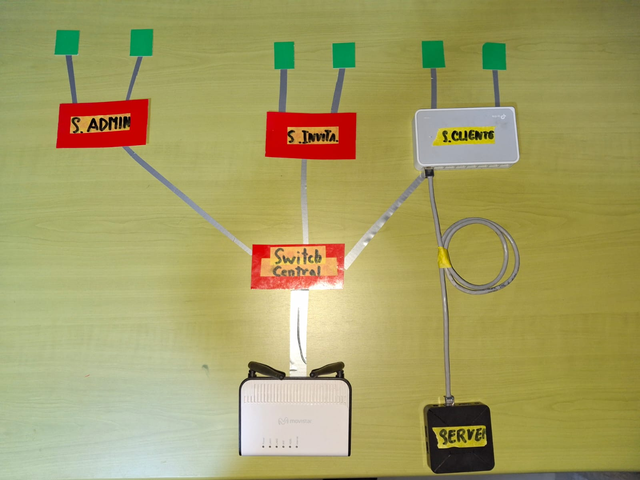 S. ADMIN
S. INVITA.
S. CLIENTE
Switch
Central
SERVER